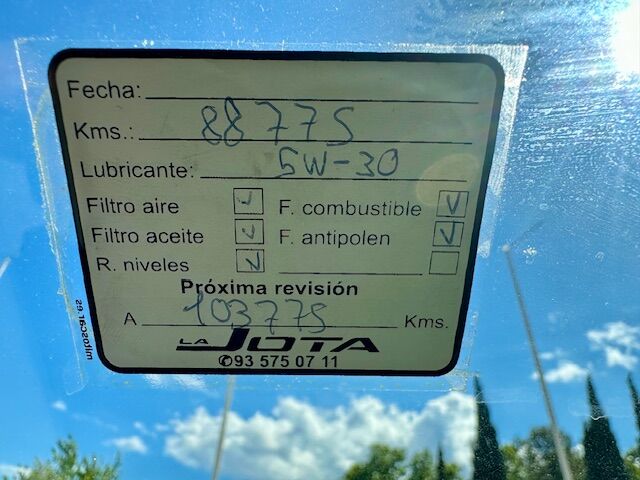 Fecha:
Kms.: 88775
Lubricante: 5W-30
Filtro aire F. combustible
Filtro aceite F. antipolen
R. niveles
Próxima revisión
A 103775 Kms.
LA JOTA
✆93 575 07 11